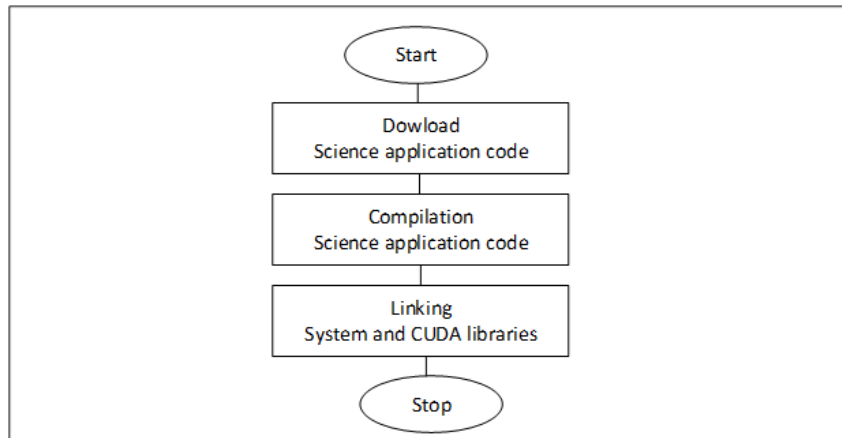 Start
Dowload
Science application code
Compilation
Science application code
Linking
System and CUDA libraries
Stop